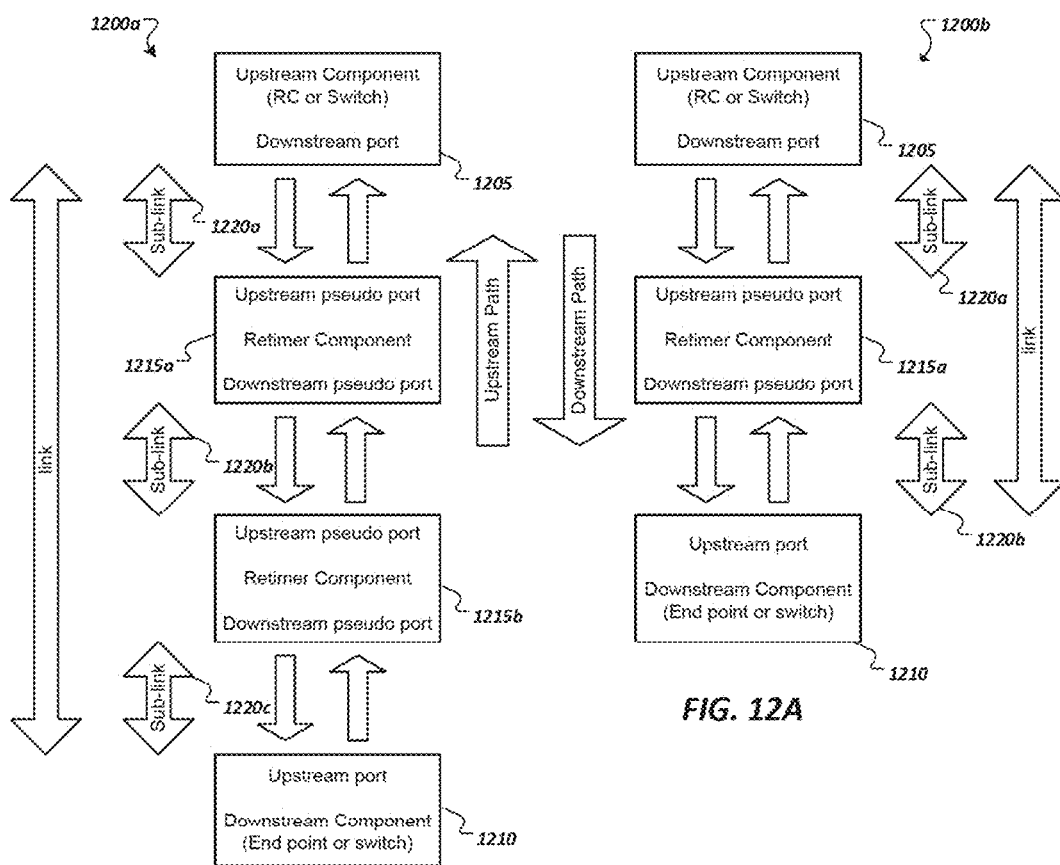 1200a
Upstream Component
(RC or Switch)
Downstream port
1205
Sub-link
1220a
Upstream pseudo port
Retimer Component
Downstream pseudo port
1215a
link
Sub-link
1220b
Upstream pseudo port
Retimer Component
Downstream pseudo port
1215b
Sub-link
1220c
Upstream port
Downstream Component
(End point or switch)
1210
Upstream Path
Downstream Path
1200b
Upstream Component
(RC or Switch)
Downstream port
1205
Sub-link
1220a
Upstream pseudo port
Retimer Component
Downstream pseudo port
1215a
link
Sub-link
1220b
Upstream port
Downstream Component
(End point or switch)
1210
FIG. 12A